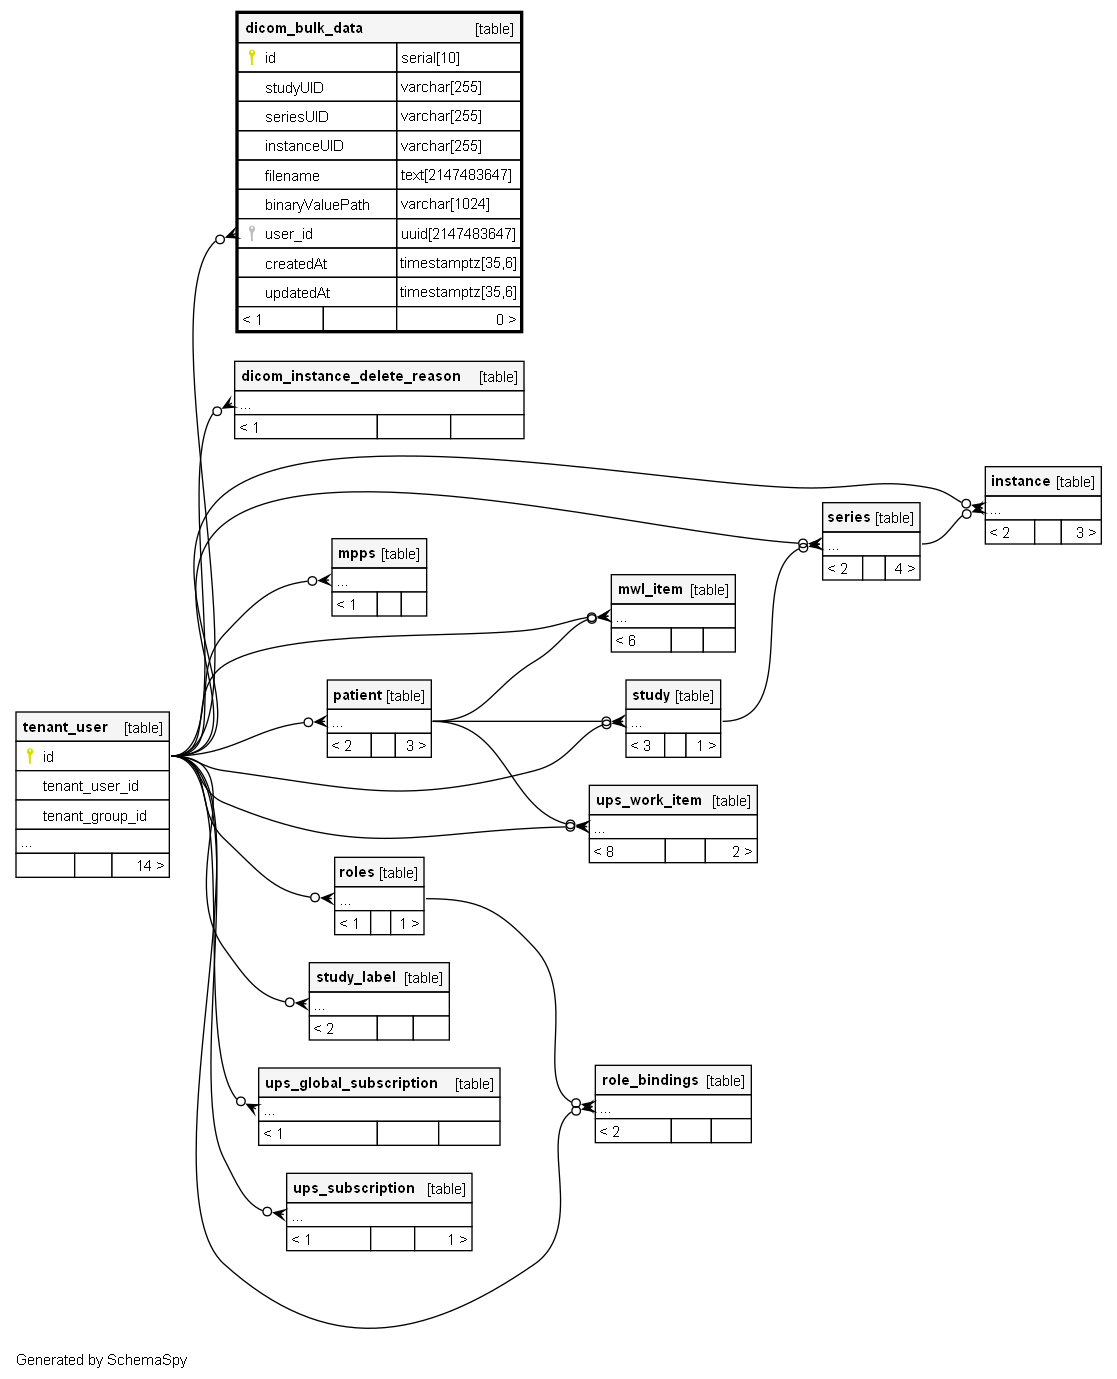 dicom_bulk_data [table]
id serial[10]
studyUID varchar[255]
seriesUID varchar[255]
instanceUID varchar[255]
filename text[2147483647]
binaryValuePath varchar[1024]
user_id uuid[2147483647]
createdAt timestamptz[35,6]
updatedAt timestamptz[35,6]
< 1 0 >
dicom_instance_delete_reason [table]
...
< 1
instance [table]
...
< 2 3 >
series [table]
...
< 2 4 >
mpps [table]
...
< 1
mwl_item [table]
...
< 6
patient [table]
...
< 2 3 >
study [table]
...
< 3 1 >
tenant_user [table]
id
tenant_user_id
tenant_group_id
...
14 >
ups_work_item [table]
...
< 8 2 >
roles [table]
...
< 1 1 >
study_label [table]
...
< 2
ups_global_subscription [table]
...
< 1
role_bindings [table]
...
< 2
ups_subscription [table]
...
< 1 1 >
Generated by SchemaSpy